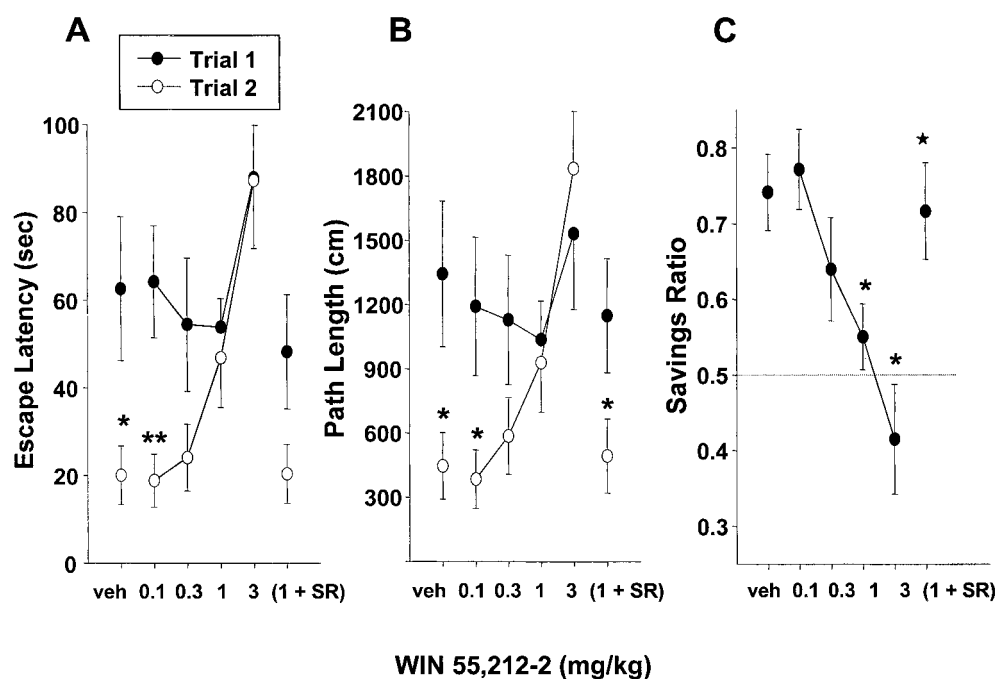 A B C
Trial 1
Trial 2
Escape Latency (sec)
100
80
60
40
20
0
* **
veh 0.1 0.3 1 3 (1 + SR)
Path Length (cm)
2100
1800
1500
1200
900
600
300
* * *
veh 0.1 0.3 1 3 (1 + SR)
Savings Ratio
0.8
0.7
0.6
0.5
0.4
0.3
★
*
*
veh 0.1 0.3 1 3 (1 + SR)
WIN 55,212-2 (mg/kg)